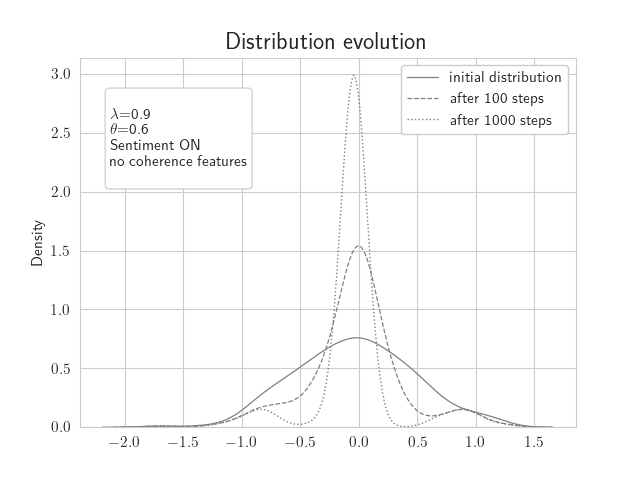 Distribution evolution
initial distribution
after 100 steps
after 1000 steps
λ=0.9
θ=0.6
Sentiment ON
no coherence features
Density
3.0
2.5
2.0
1.5
1.0
0.5
0.0
−2.0 −1.5 −1.0 −0.5 0.0 0.5 1.0 1.5